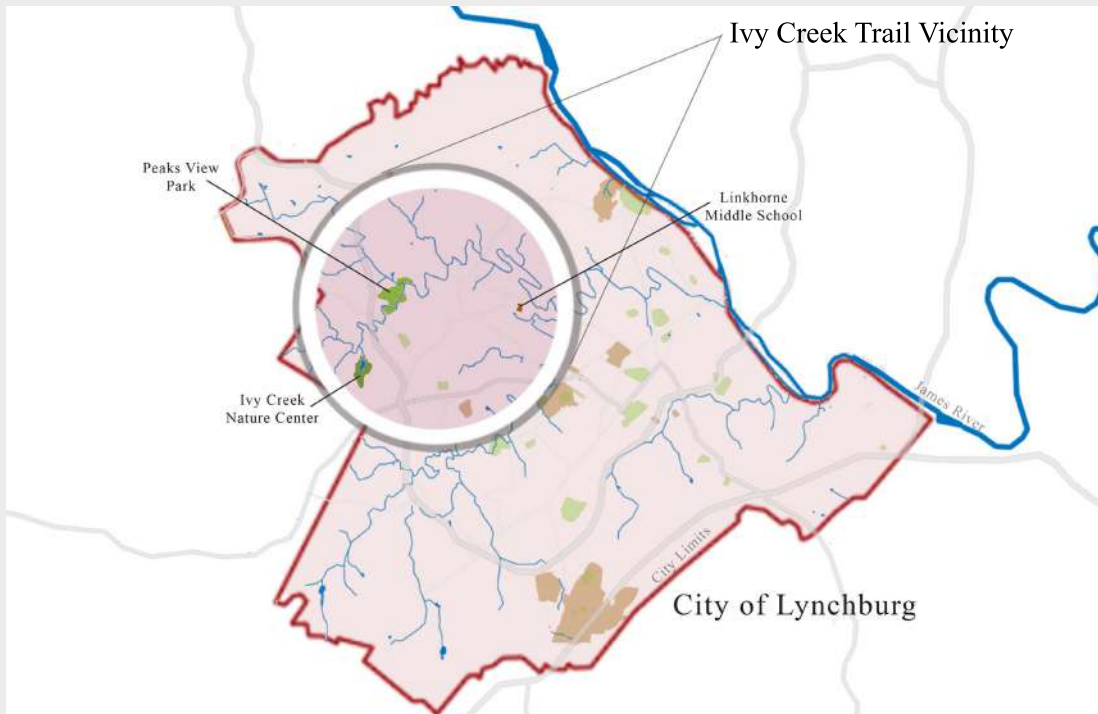 Ivy Creek Trail Vicinity
Peaks View
Park
Linkhorne
Middle School
Ivy Creek
Nature Center
James River
City Limits
City of Lynchburg